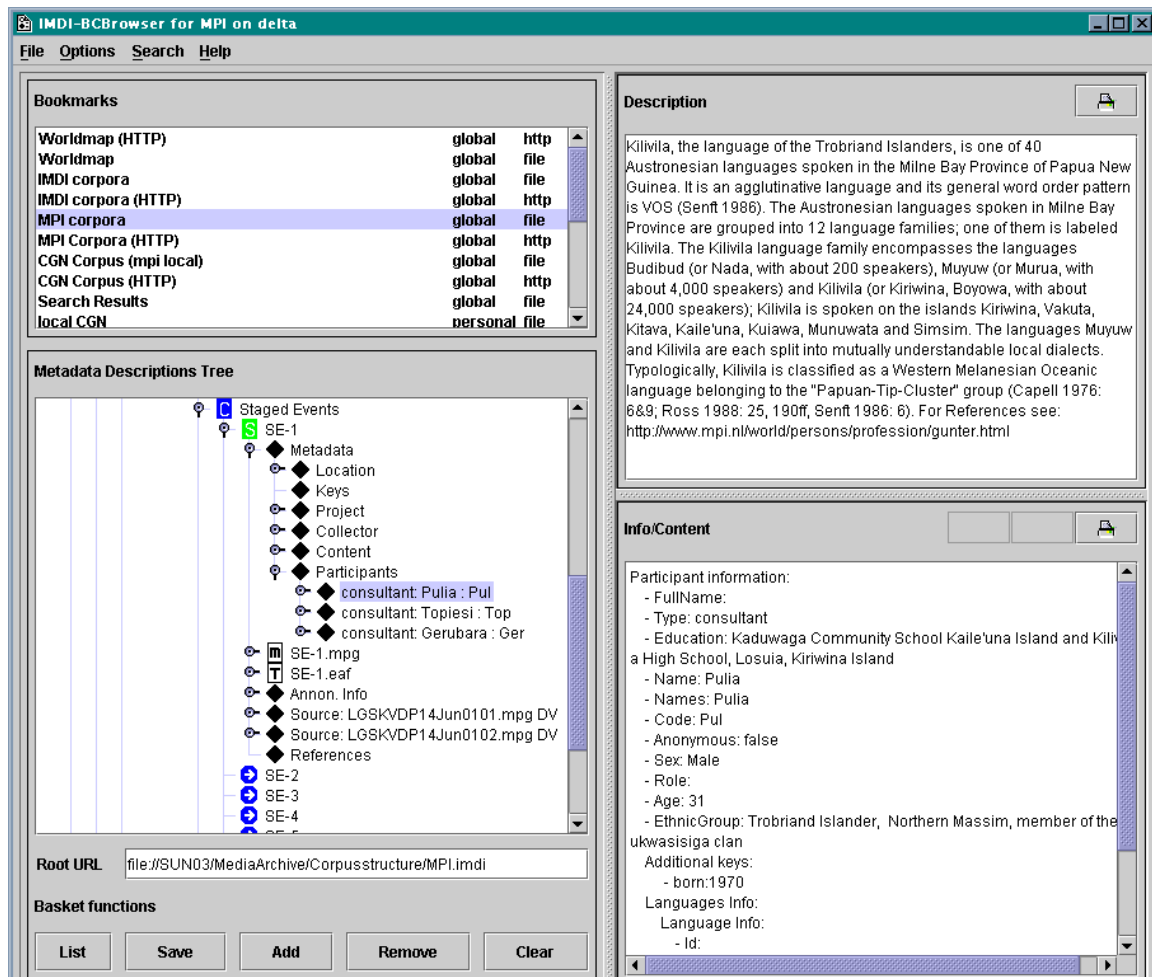 IMDI-BCBrowser for MPI on delta
File Options Search Help
Bookmarks
Worldmap (HTTP) global http
Worldmap global file
IMDI corpora global file
IMDI corpora (HTTP) global http
MPI corpora global file
MPI Corpora (HTTP) global http
CGN Corpus (mpi local) global file
CGN Corpus (HTTP) global http
Search Results global file
local CGN personal file
Metadata Descriptions Tree
C Staged Events
S SE-1
Metadata
Location
Keys
Project
Collector
Content
Participants
consultant: Pulia : Pul
consultant: Topiesi : Top
consultant: Gerubara : Ger
m SE-1.mpg
T SE-1.eaf
Annon. Info
Source: LGSKVDP14Jun0101.mpg DV
Source: LGSKVDP14Jun0102.mpg DV
References
SE-2
SE-3
SE-4
Root URL file://SUN03/MediaArchive/Corpusstructure/MPI.imdi
Basket functions
List Save Add Remove Clear
Description
Kilivila, the language of the Trobriand Islanders, is one of 40
Austronesian languages spoken in the Milne Bay Province of Papua New
Guinea. It is an agglutinative language and its general word order pattern
is VOS (Senft 1986). The Austronesian languages spoken in Milne Bay
Province are grouped into 12 language families; one of them is labeled
Kilivila. The Kilivila language family encompasses the languages
Budibud (or Nada, with about 200 speakers), Muyuw (or Murua, with
about 4,000 speakers) and Kilivila (or Kiriwina, Boyowa, with about
24,000 speakers); Kilivila is spoken on the islands Kiriwina, Vakuta,
Kitava, Kaile'una, Kuiawa, Munuwata and Simsim. The languages Muyuw
and Kilivila are each split into mutually understandable local dialects.
Typologically, Kilivila is classified as a Western Melanesian Oceanic
language belonging to the "Papuan-Tip-Cluster" group (Capell 1976:
6&9; Ross 1988: 25, 190ff, Senft 1986: 6). For References see:
http://www.mpi.nl/world/persons/profession/gunter.html
Info/Content
Participant information:
- FullName:
- Type: consultant
- Education: Kaduwaga Community School Kaile'una Island and
a High School, Losuia, Kiriwina Island
- Name: Pulia
- Names: Pulia
- Code: Pul
- Anonymous: false
- Sex: Male
- Role:
- Age: 31
- EthnicGroup: Trobriand Islander, Northern Massim, member of the
ukwasisiga clan
Additional keys:
- born:1970
Languages Info:
Language Info:
- Id: